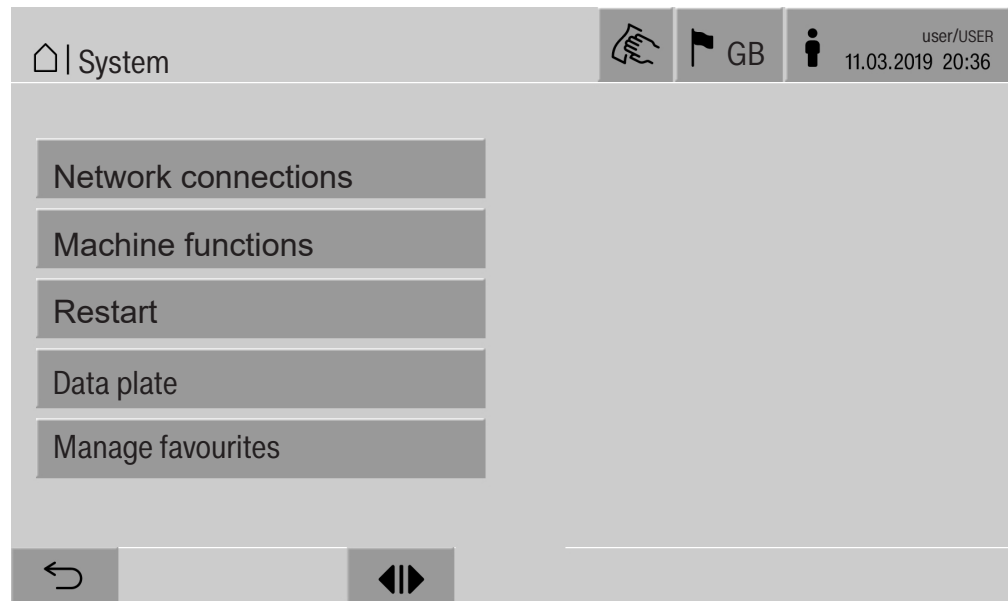 System
GB
user/USER
11.03.2019 20:36
Network connections
Machine functions
Restart
Data plate
Manage favourites